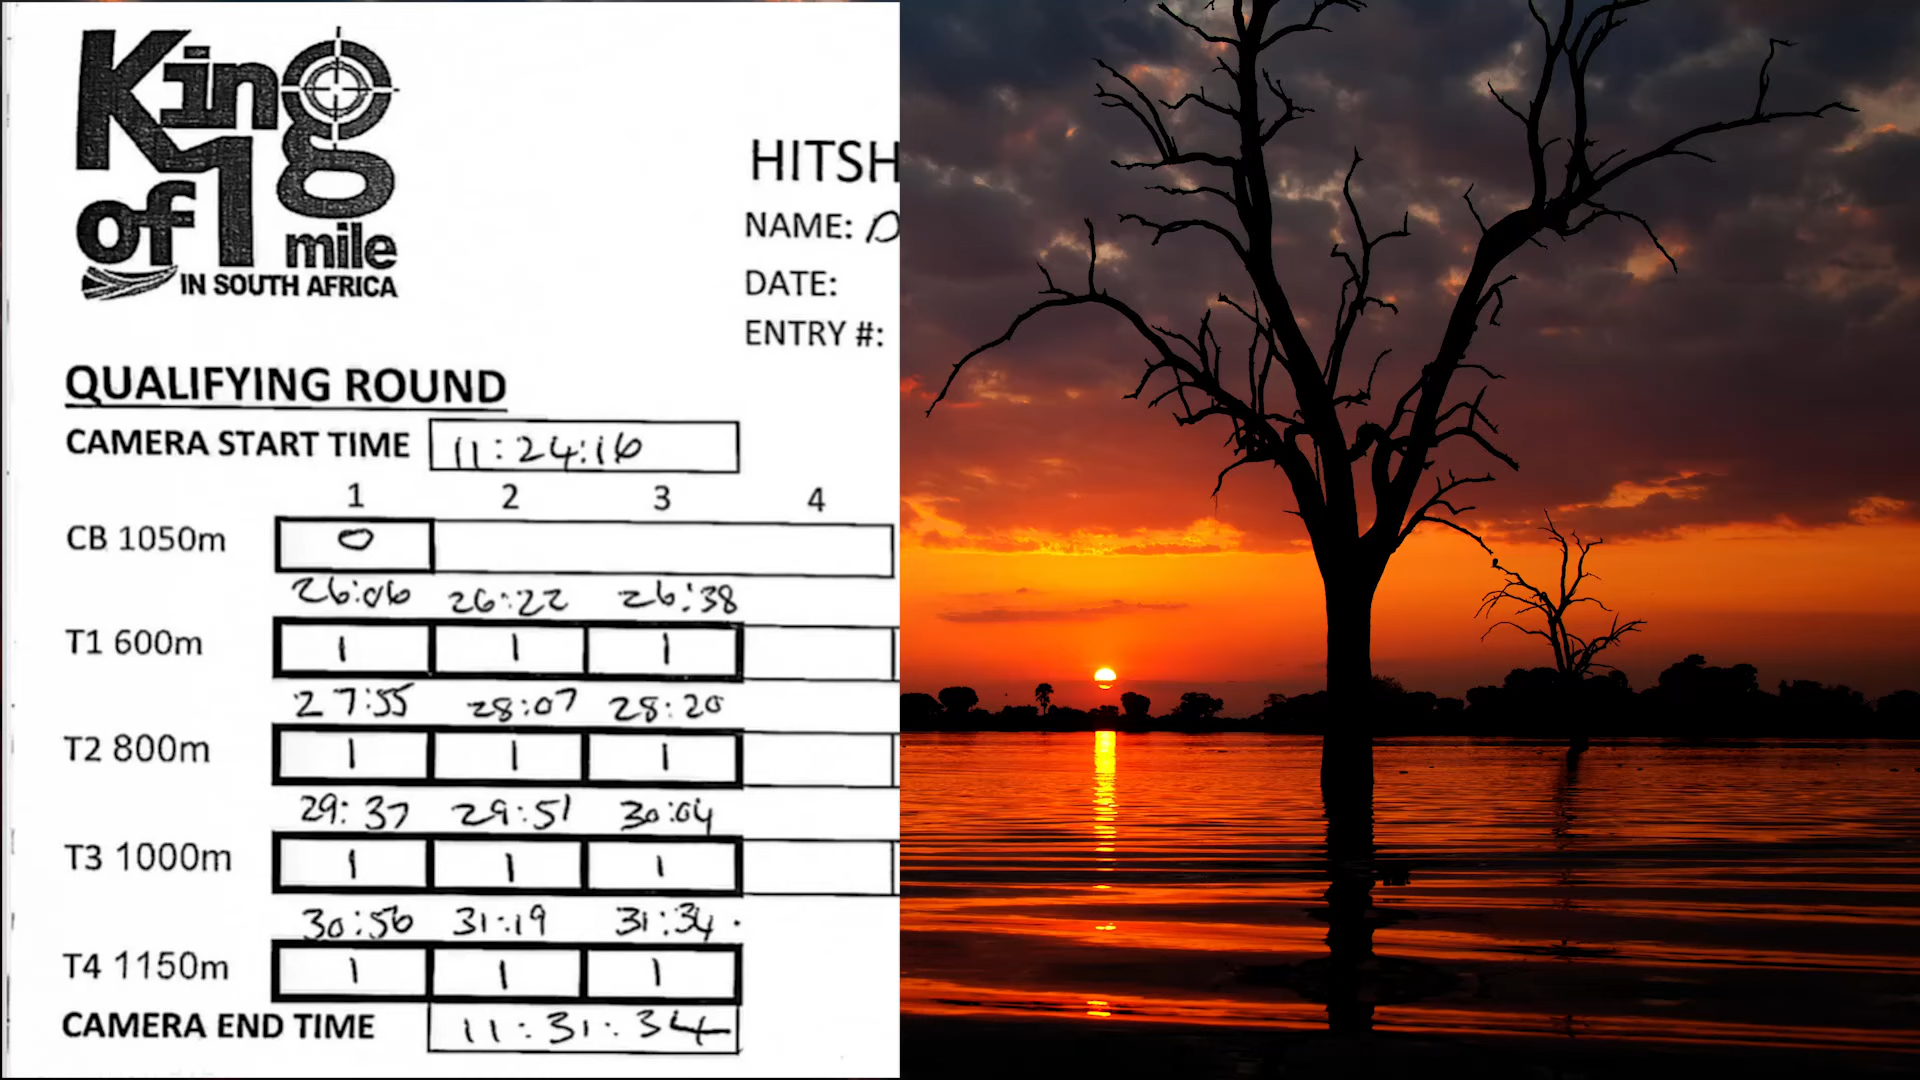 King
of 1 mile
IN SOUTH AFRICA
HITSH
NAME: D
DATE:
ENTRY #:
QUALIFYING ROUND
CAMERA START TIME 11:24:16
1 2 3 4
CB 1050m 0
26:06 26:22 26:38
T1 600m 1 1 1
27:55 28:07 28:20
T2 800m 1 1 1
29:37 29:51 30:04
T3 1000m 1 1 1
30:56 31:19 31:34.
T4 1150m 1 1 1
CAMERA END TIME 11:31:34